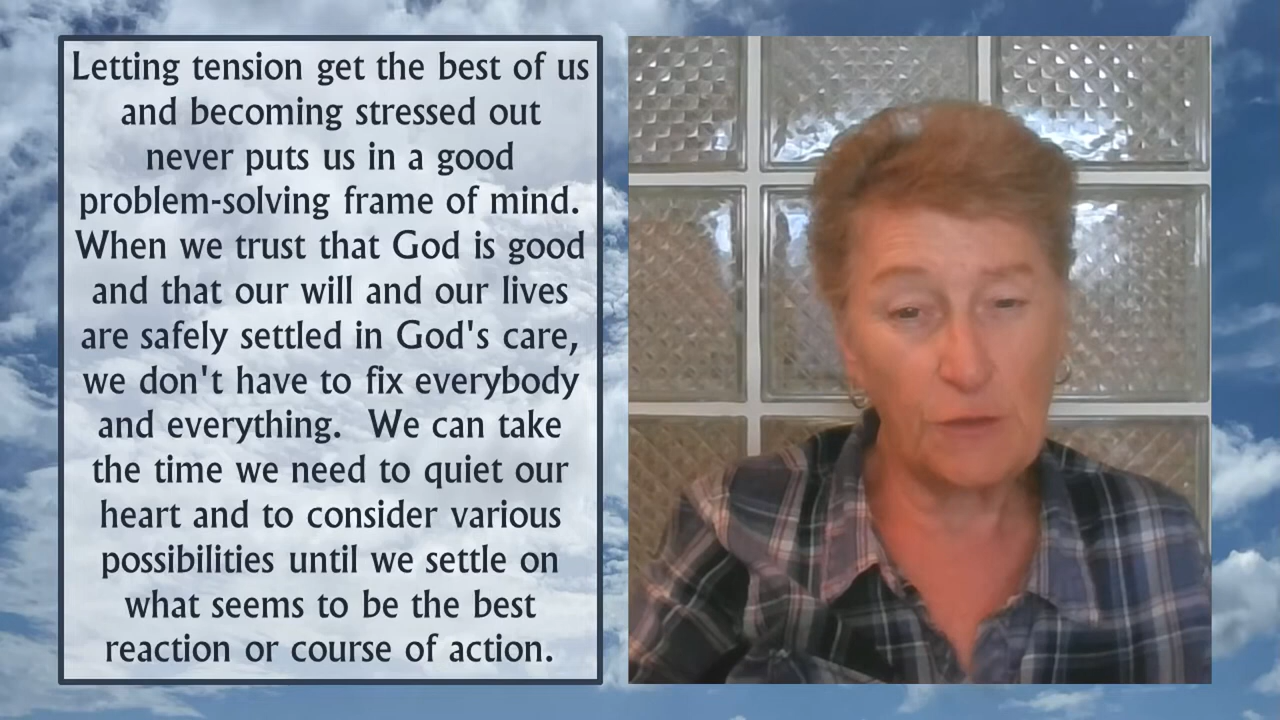 Letting tension get the best of us
and becoming stressed out
never puts us in a good
problem-solving frame of mind.
When we trust that God is good
and that our will and our lives
are safely settled in God's care,
we don't have to fix everybody
and everything.  We can take
the time we need to quiet our
heart and to consider various
possibilities until we settle on
what seems to be the best
reaction or course of action.